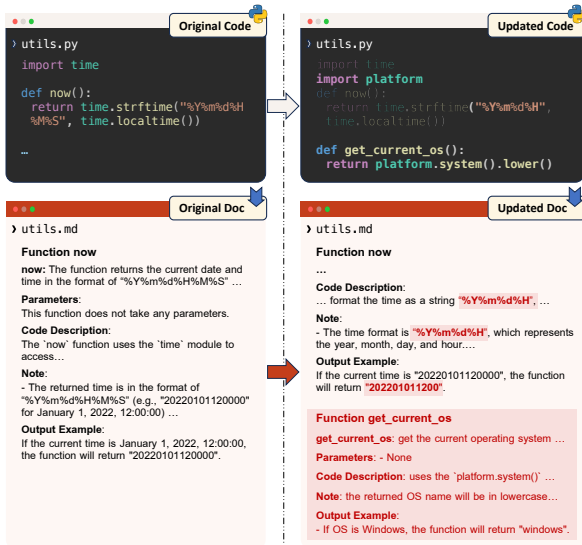 Original Code
› utils.py
import time
def now():
return time.strftime("%Y%m%d%H
%M%S", time.localtime())
…
Updated Code
› utils.py
import time
import platform
def now():
return time.strftime("%Y%m%d%H",
time.localtime())
def get_current_os():
return platform.system().lower()
Original Doc
› utils.md
Function now
now: The function returns the current date and
time in the format of “%Y%m%d%H%M%S” …
Parameters:
This function does not take any parameters.
Code Description:
The `now` function uses the `time` module to
access…
Note:
- The returned time is in the format of
“%Y%m%d%H%M%S” (e.g., "20220101120000"
for January 1, 2022, 12:00:00) …
Output Example:
If the current time is January 1, 2022, 12:00:00,
the function will return "20220101120000".
Updated Doc
› utils.md
Function now
…
Code Description:
… format the time as a string “%Y%m%d%H”, …
Note:
- The time format is “%Y%m%d%H”, which represents
the year, month, day, and hour.…
Output Example:
If the current time is "20220101120000", the function
will return "202201011200".
Function get_current_os
get_current_os: get the current operating system …
Parameters: - None
Code Description: uses the `platform.system()` …
Note: the returned OS name will be in lowercase…
Output Example:
- If OS is Windows, the function will return "windows".